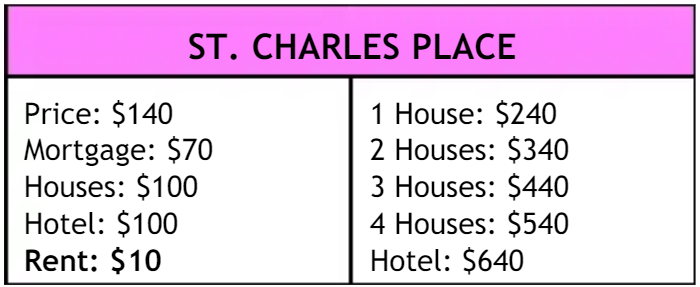 ST. CHARLES PLACE
Price: $140
Mortgage: $70
Houses: $100
Hotel: $100
Rent: $10
1 House: $240
2 Houses: $340
3 Houses: $440
4 Houses: $540
Hotel: $640